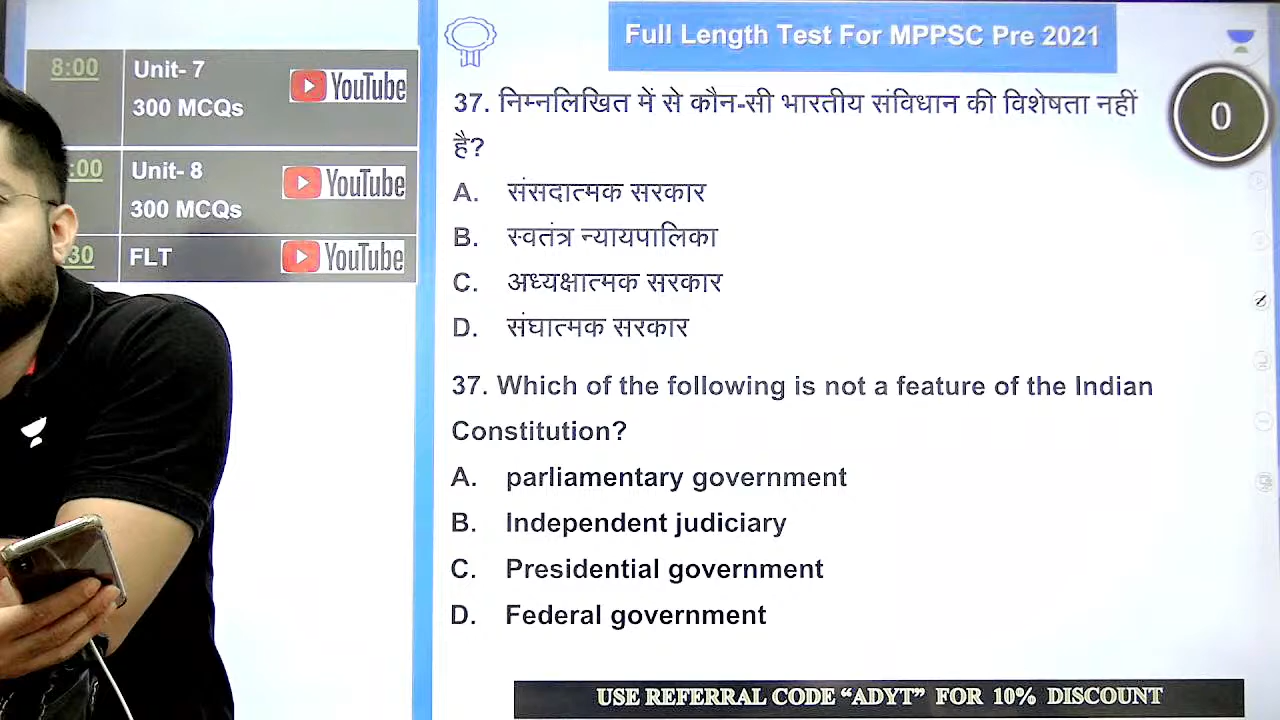 8:00
Unit- 7
300 MCQs
YouTube
:00
Unit- 8
300 MCQs
YouTube
30
FLT
YouTube
Full Length Test For MPPSC Pre 2021
0
37. निम्नलिखित में से कौन-सी भारतीय संविधान की विशेषता नहीं
है?
A. संसदात्मक सरकार
B. स्वतंत्र न्यायपालिका
C. अध्यक्षात्मक सरकार
D. संघात्मक सरकार
37. Which of the following is not a feature of the Indian
Constitution?
A. parliamentary government
B. Independent judiciary
C. Presidential government
D. Federal government
USE REFERRAL CODE “ADYT” FOR 10% DISCOUNT